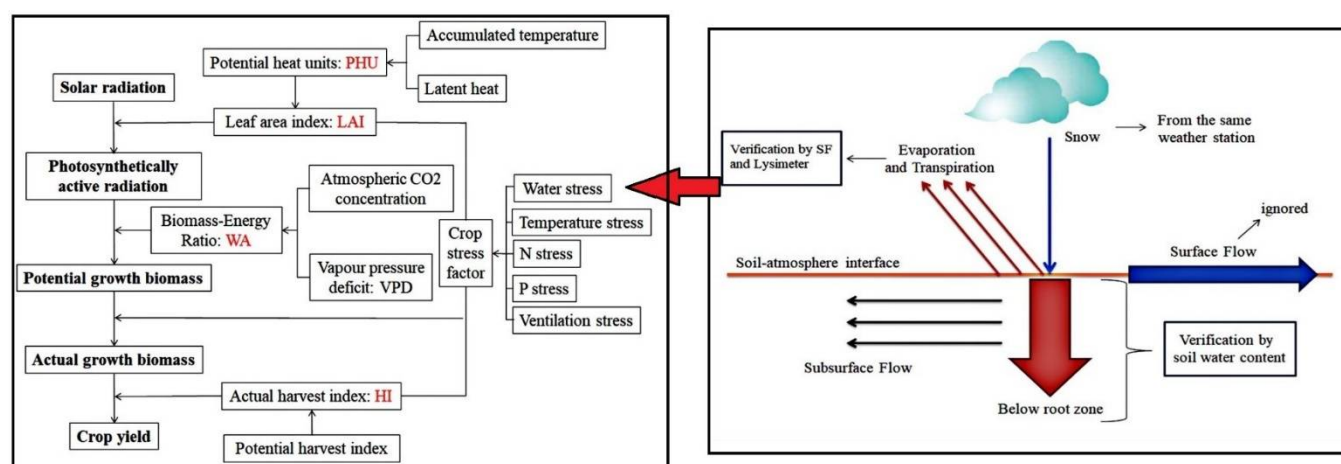 Accumulated temperature
Potential heat units: PHU
Latent heat
Solar radiation
Leaf area index: LAI
Photosynthetically
active radiation
Atmospheric CO2
concentration
Biomass-Energy
Ratio: WA
Vapour pressure
deficit: VPD
Potential growth biomass
Actual growth biomass
Actual harvest index: HI
Crop yield
Potential harvest index
Crop
stress
factor
Water stress
Temperature stress
N stress
P stress
Ventilation stress
Verification by SF
and Lysimeter
Evaporation
and Transpiration
Snow
From the same
weather station
ignored
Surface Flow
Soil-atmosphere interface
Subsurface Flow
Verification by
soil water content
Below root zone